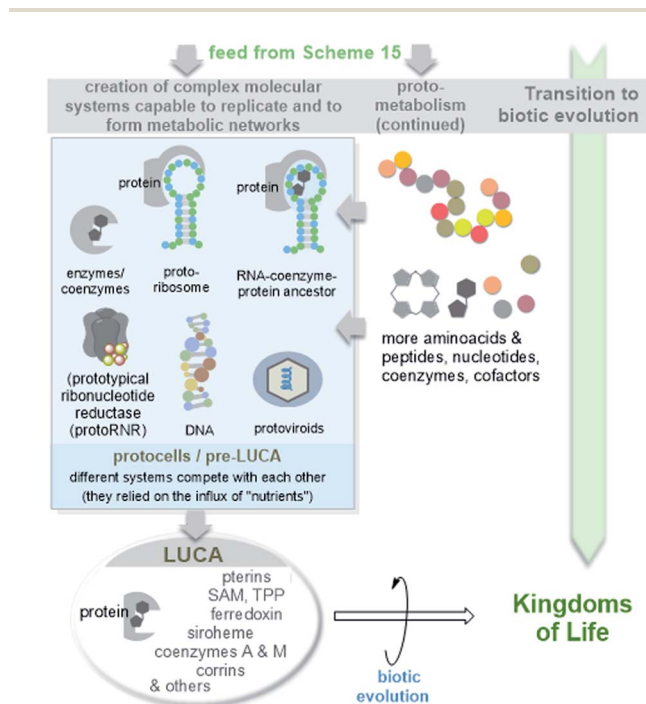 feed from Scheme 15
creation of complex molecular
systems capable to replicate and to
form metabolic networks
proto-
metabolism
(continued)
Transition to
biotic evolution
protein
protein
enzymes/
coenzymes
proto-
ribosome
RNA-coenzyme-
protein ancestor
more aminoacids &
peptides, nucleotides,
coenzymes, cofactors
(prototypical
ribonucleotide
reductase
(protoRNR)
DNA
protoviroids
protocells / pre-LUCA
different systems compete with each other
(they relied on the influx of "nutrients")
LUCA
protein
pterins
SAM, TPP
ferredoxin
siroheme
coenzymes A & M
corrins
& others
biotic
evolution
Kingdoms
of Life